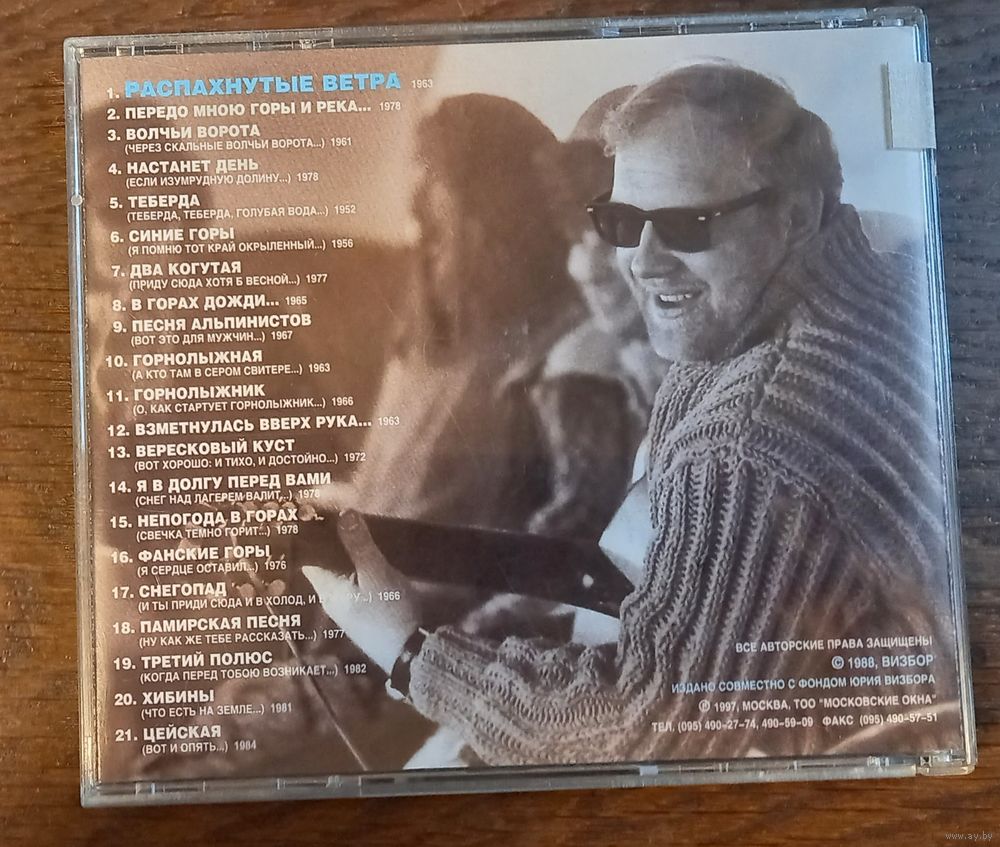 1. РАСПАХНУТЫЕ ВЕТРА 1963
2. ПЕРЕДО МНОЮ ГОРЫ И РЕКА... 1978
3. ВОЛЧЬИ ВОРОТА
(ЧЕРЕЗ СКАЛЬНЫЕ ВОЛЧЬИ ВОРОТА...) 1961
4. НАСТАНЕТ ДЕНЬ
(ЕСЛИ ИЗУМРУДНУЮ ДОЛИНУ...) 1978
5. ТЕБЕРДА
(ТЕБЕРДА, ТЕБЕРДА, ГОЛУБАЯ ВОДА...) 1952
6. СИНИЕ ГОРЫ
(Я ПОМНЮ ТОТ КРАЙ ОКРЫЛЕННЫЙ...) 1956
7. ДВА КОГУТАЯ
(ПРИДУ СЮДА ХОТЯ Б ВЕСНОЙ...) 1977
8. В ГОРАХ ДОЖДИ... 1965
9. ПЕСНЯ АЛЬПИНИСТОВ
(ВОТ ЭТО ДЛЯ МУЖЧИН...) 1967
10. ГОРНОЛЫЖНАЯ
(А КТО ТАМ В СЕРОМ СВИТЕРЕ...) 1963
11. ГОРНОЛЫЖНИК
(О, КАК СТАРТУЕТ ГОРНОЛЫЖНИК...) 1966
12. ВЗМЕТНУЛАСЬ ВВЕРХ РУКА... 1963
13. ВЕРЕСКОВЫЙ КУСТ
(ВОТ ХОРОШО: И ТИХО, И ДОСТОЙНО...) 1972
14. Я В ДОЛГУ ПЕРЕД ВАМИ
(СНЕГ НАД ЛАГЕРЕМ ВАЛИТ...) 1978
15. НЕПОГОДА В ГОРАХ
(СВЕЧКА ТЕМНО ГОРИТ...) 1978
16. ФАНСКИЕ ГОРЫ
(Я СЕРДЦЕ ОСТАВИЛ...) 1976
17. СНЕГОПАД
(И ТЫ ПРИДИ СЮДА И В ХОЛОД, И В 1966
18. ПАМИРСКАЯ ПЕСНЯ
(НУ КАК ЖЕ ТЕБЕ РАССКАЗАТЬ...) 1977
19. ТРЕТИЙ ПОЛЮС
(КОГДА ПЕРЕД ТОБОЮ ВОЗНИКАЕТ...) 1982
20. ХИБИНЫ
(ЧТО ЕСТЬ НА ЗЕМЛЕ...) 1981
21. ЦЕЙСКАЯ
(ВОТ И ОПЯТЬ...) 1984
ВСЕ АВТОРСКИЕ ПРАВА ЗАЩИЩЕНЫ
© 1988, ВИЗБОР
ИЗДАНО СОВМЕСТНО С ФОНДОМ ЮРИЯ ВИЗБОРА
℗ 1997, МОСКВА, ТОО "МОСКОВСКИЕ ОКНА"
ТЕЛ. (095) 490-27-74, 490-59-09 ФАКС (095) 490-57-51
www.ay.by